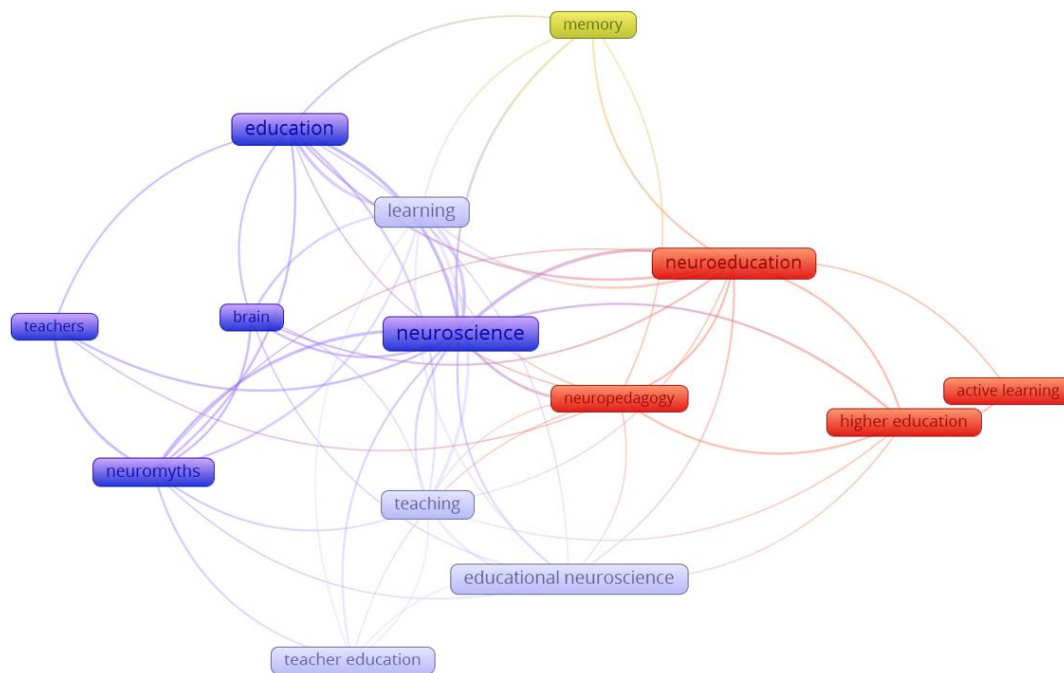 memory
education
learning
neuroeducation
teachers
brain
neuroscience
neuropedagogy
active learning
higher education
neuromyths
teaching
educational neuroscience
teacher education